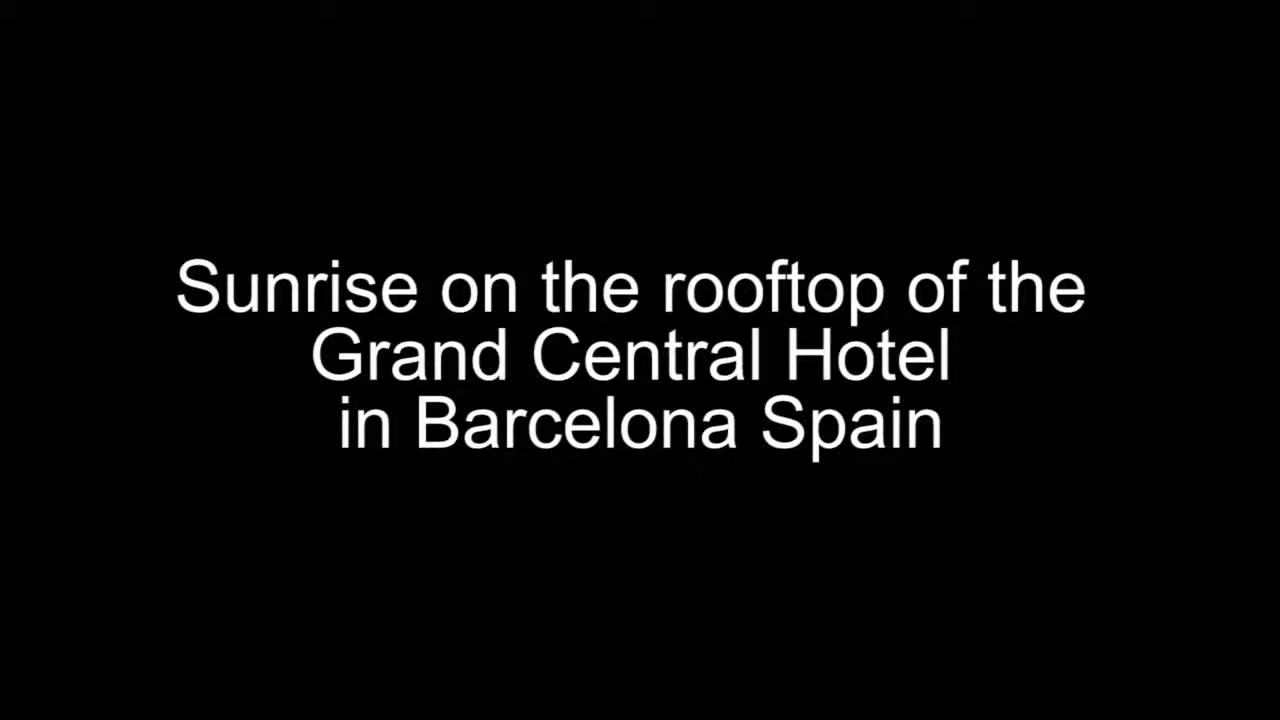 Sunrise on the rooftop of the
Grand Central Hotel
in Barcelona Spain